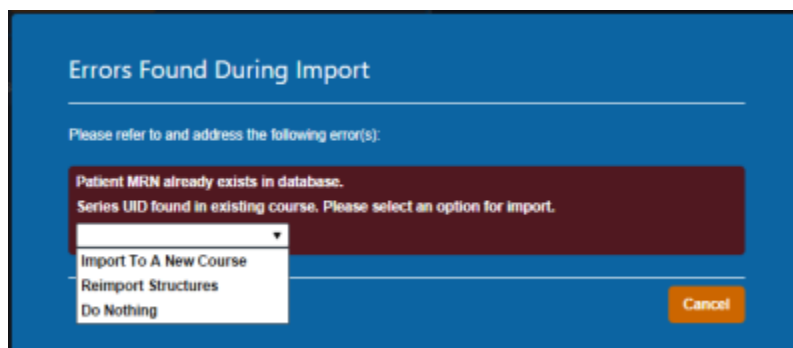 Errors Found During Import
Please refer to and address the following error(s):
Patient MRN already exists in database.
Series UID found in existing course. Please select an option for import.
Import To A New Course
Reimport Structures
Do Nothing
Cancel